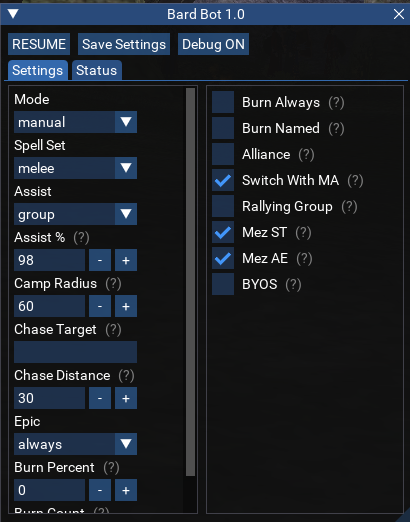 Bard Bot 1.0
RESUME Save Settings Debug ON
Settings Status
Mode
manual
Spell Set
melee
Assist
group
Assist % (?)
98 - +
Camp Radius (?)
60 - +
Chase Target (?)
Chase Distance (?)
30 - +
Epic
always
Burn Percent (?)
0 - +
Burn Count (?)
Burn Always (?)
Burn Named (?)
Alliance (?)
Switch With MA (?)
Rallying Group (?)
Mez ST (?)
Mez AE (?)
BYOS (?)